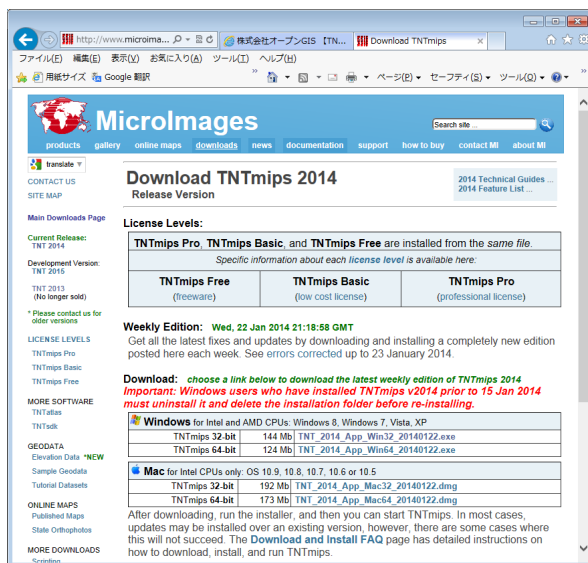 http://www.microima...
株式会社オープンGIS 【TN...
Download TNTmips
ファイル(F) 編集(E) 表示(V) お気に入り(A) ツール(T) ヘルプ(H)
用紙サイズ Google 翻訳
ページ(P) セーフティ(S) ツール(O)
MicroImages
Search site ...
products gallery online maps downloads news documentation support how to buy contact MI about MI
translate
CONTACT US
SITE MAP
Main Downloads Page
Current Release:
TNT 2014
Development Version:
TNT 2015
TNT 2013
(No longer sold)
* Please contact us for
older versions
LICENSE LEVELS
TNTmips Pro
TNTmips Basic
TNTmips Free
MORE SOFTWARE
TNTatlas
TNTsdk
GEODATA
Elevation Data *NEW
Sample Geodata
Tutorial Datasets
ONLINE MAPS
Published Maps
State Orthophotos
MORE DOWNLOADS
Scripting
Download TNTmips 2014
Release Version
2014 Technical Guides ...
2014 Feature List ...
License Levels:
TNTmips Pro, TNTmips Basic, and TNTmips Free are installed from the same file.
Specific information about each license level is available here:
TNTmips Free
(freeware)
TNTmips Basic
(low cost license)
TNTmips Pro
(professional license)
Weekly Edition: Wed, 22 Jan 2014 21:18:58 GMT
Get all the latest fixes and updates by downloading and installing a completely new edition
posted here each week. See errors corrected up to 23 January 2014.
Download: choose a link below to download the latest weekly edition of TNTmips 2014
Important: Windows users who have installed TNTmips v2014 prior to 15 Jan 2014
must uninstall it and delete the installation folder before re-installing.
Windows for Intel and AMD CPUs: Windows 8, Windows 7, Vista, XP
TNTmips 32-bit 144 Mb TNT_2014_App_Win32_20140122.exe
TNTmips 64-bit 124 Mb TNT_2014_App_Win64_20140122.exe
Mac for Intel CPUs only: OS 10.9, 10.8, 10.7, 10.6 or 10.5
TNTmips 32-bit 192 Mb TNT_2014_App_Mac32_20140122.dmg
TNTmips 64-bit 173 Mb TNT_2014_App_Mac64_20140122.dmg
After downloading, run the installer, and then you can start TNTmips. In most cases,
updates may be installed over an existing version, however, there are some cases where
this will not succeed. The Download and Install FAQ page has detailed instructions on
how to download, install, and run TNTmips.